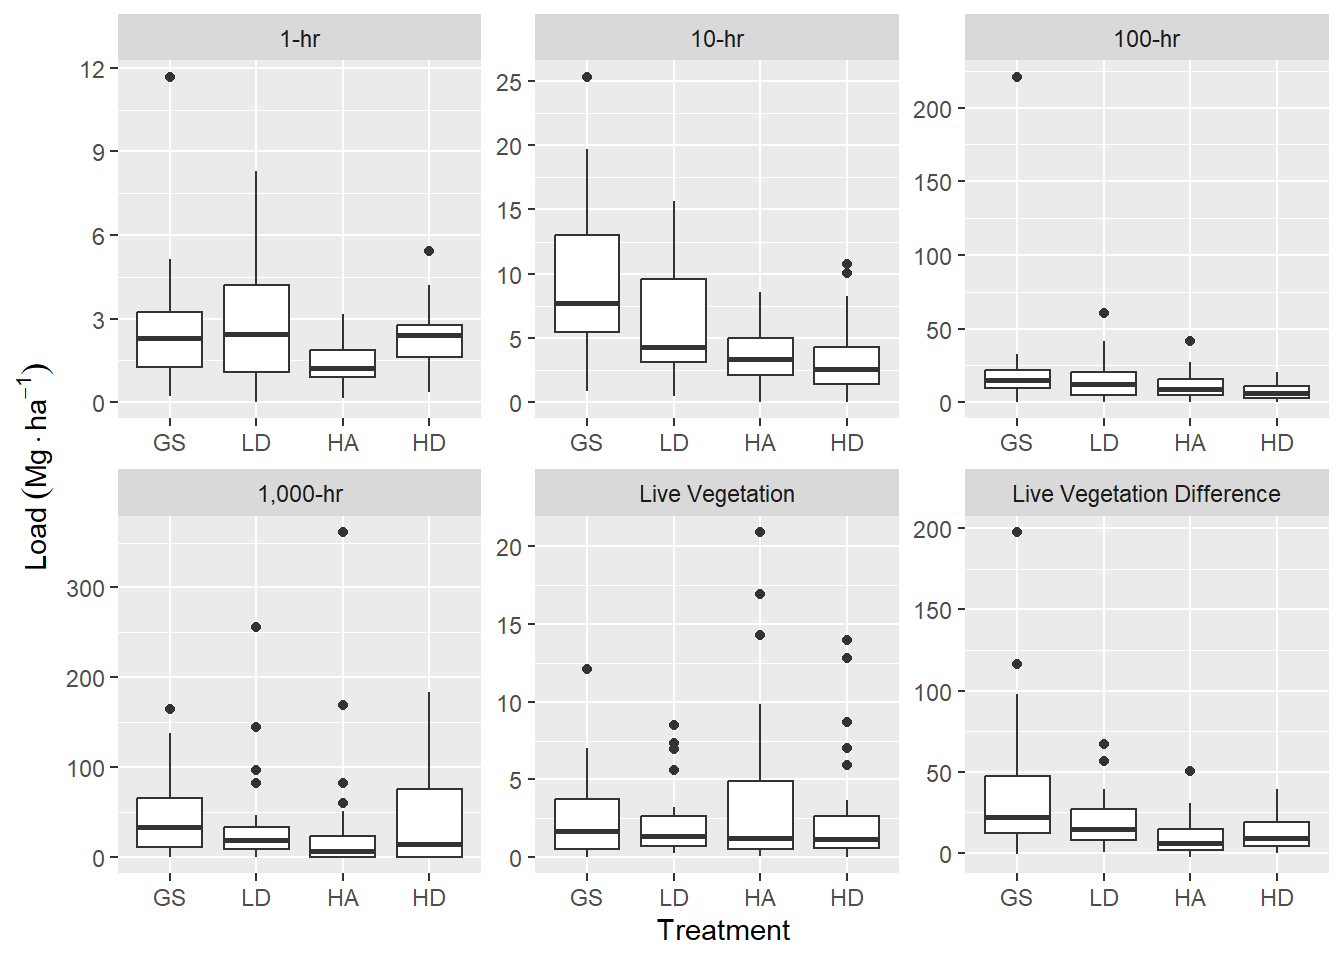 1-hr
10-hr
100-hr
12
9
6
3
0
25
20
15
10
5
0
200
150
100
50
0
GS LD HA HD
GS LD HA HD
GS LD HA HD
1,000-hr
Live Vegetation
Live Vegetation Difference
300
200
100
0
20
15
10
5
0
200
150
100
50
0
GS LD HA HD
GS LD HA HD
GS LD HA HD
Load (Mg·ha⁻¹)
Treatment